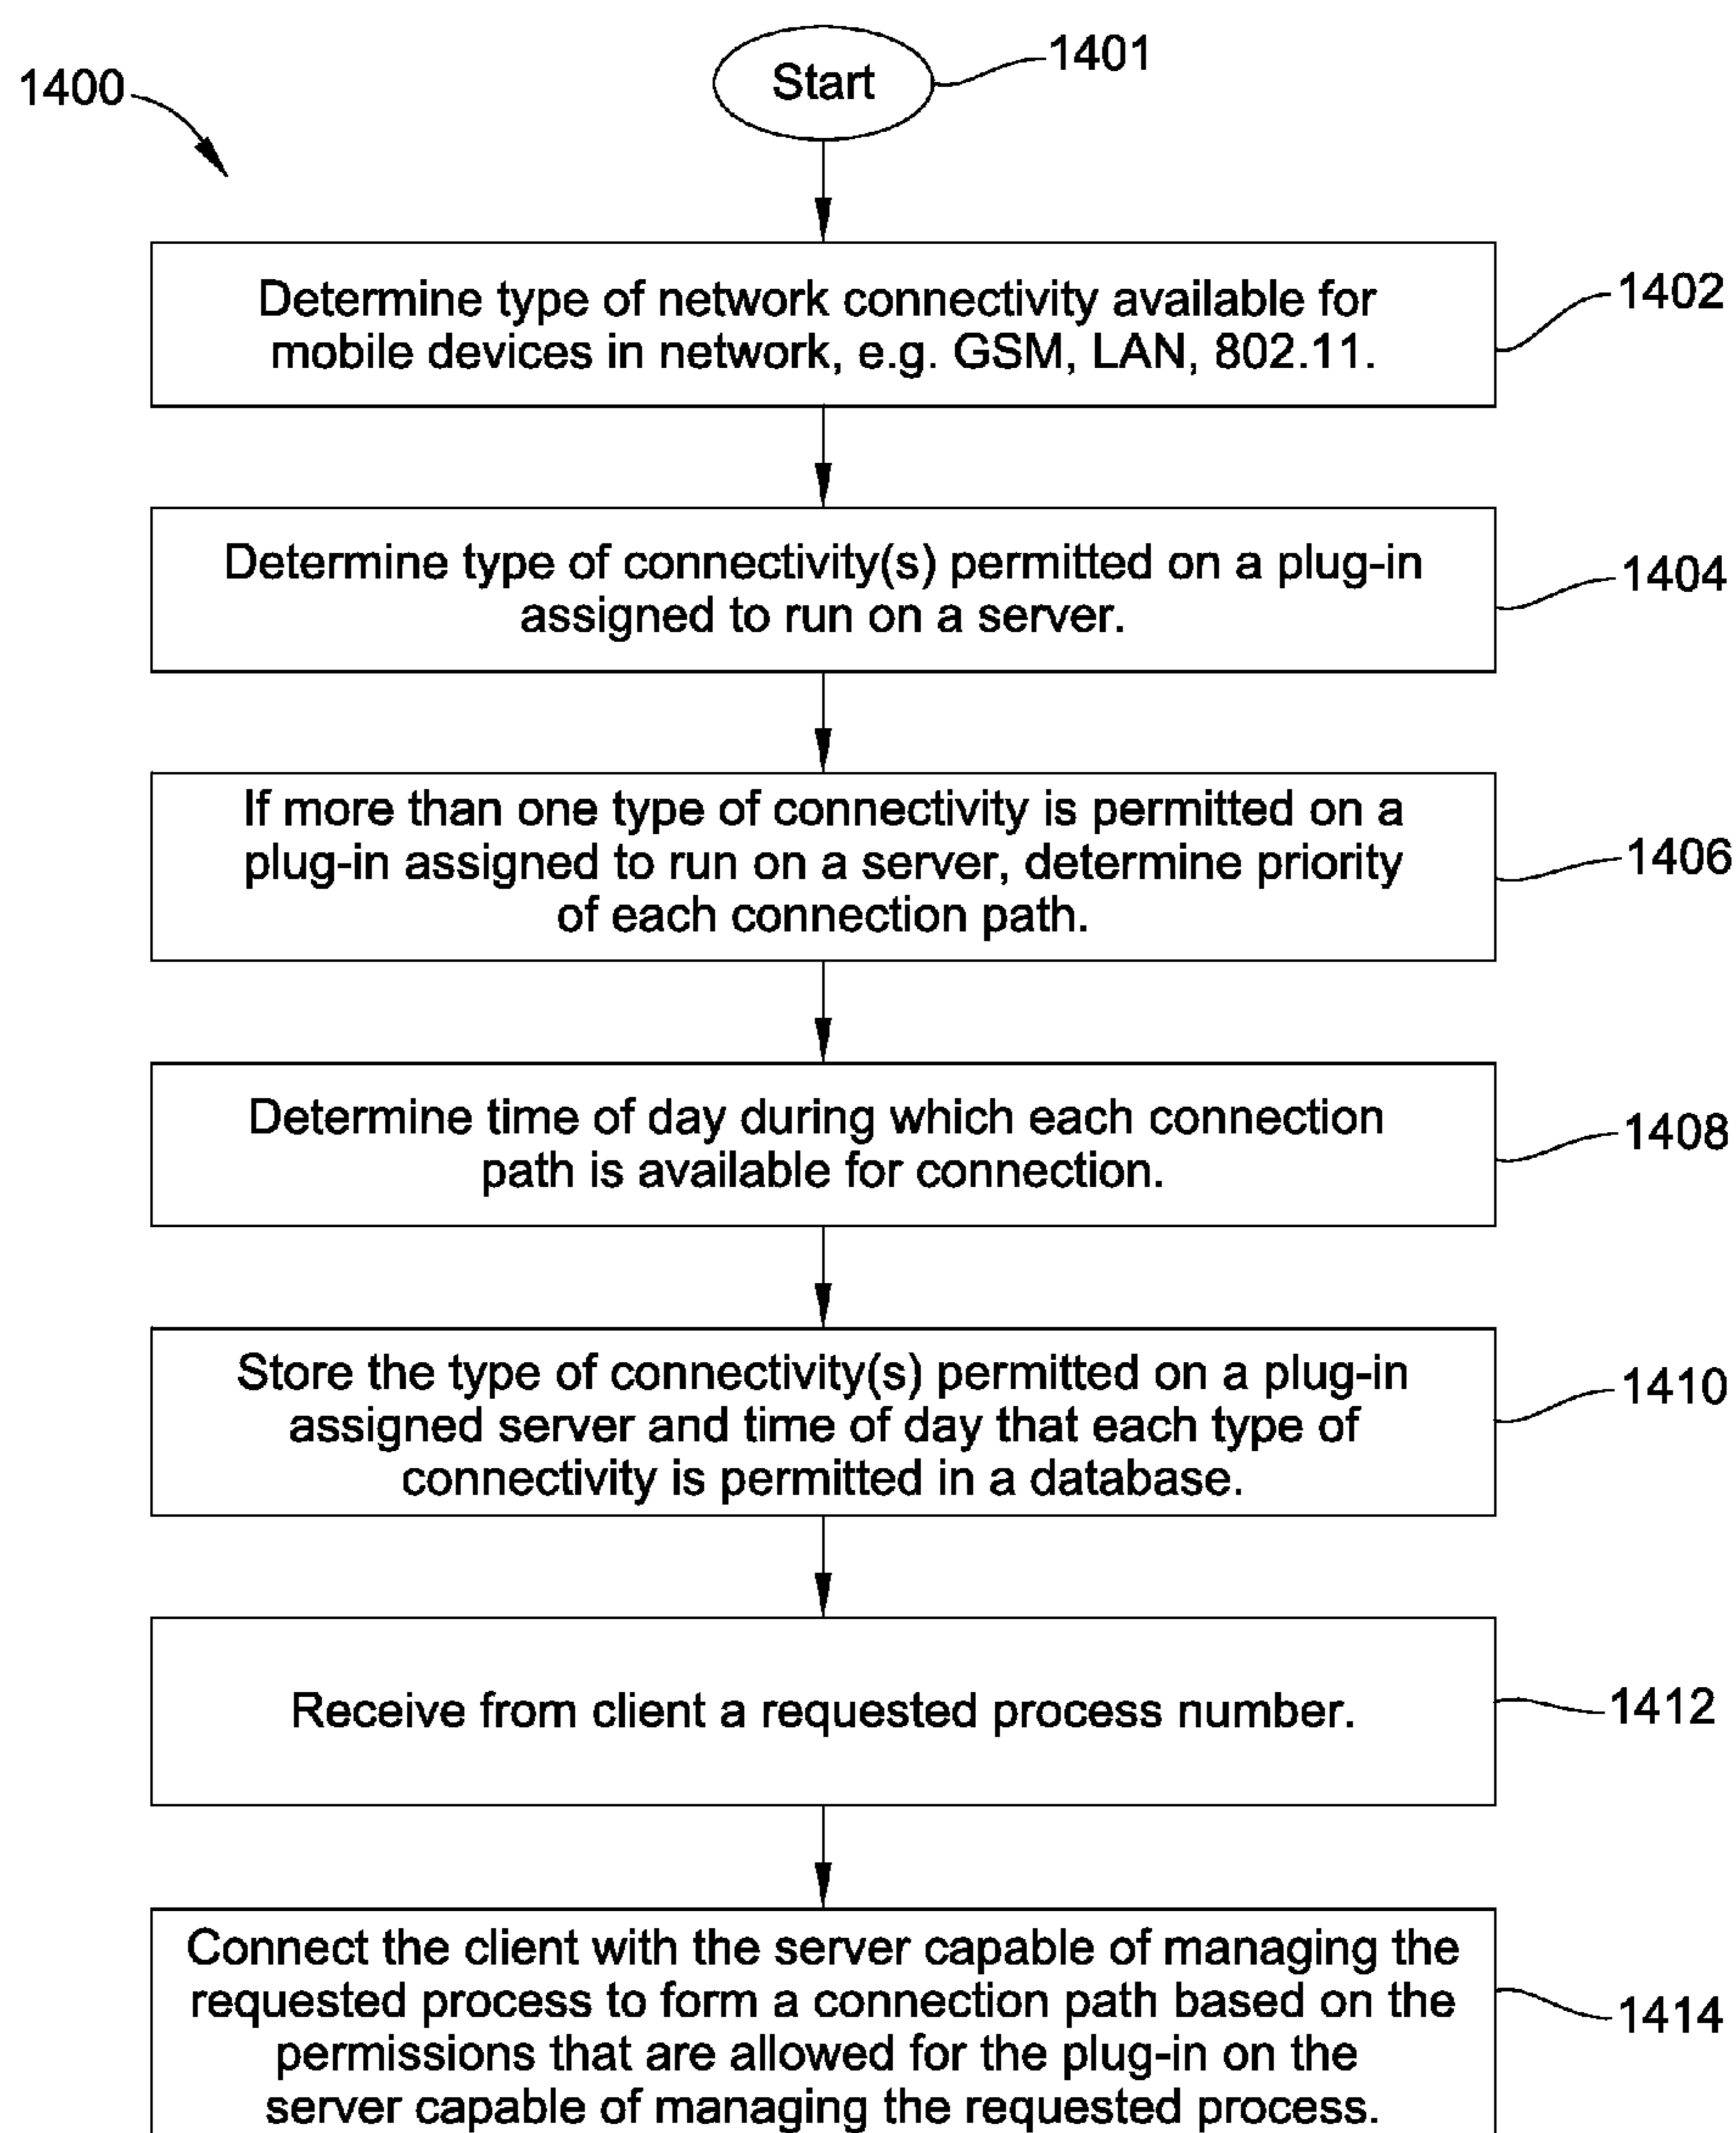 Start
1401
1400
Determine type of network connectivity available for
mobile devices in network, e.g. GSM, LAN, 802.11.
1402
Determine type of connectivity(s) permitted on a plug-in
assigned to run on a server.
1404
If more than one type of connectivity is permitted on a
plug-in assigned to run on a server, determine priority
of each connection path.
1406
Determine time of day during which each connection
path is available for connection.
1408
Store the type of connectivity(s) permitted on a plug-in
assigned server and time of day that each type of
connectivity is permitted in a database.
1410
Receive from client a requested process number.
1412
Connect the client with the server capable of managing the
requested process to form a connection path based on the
permissions that are allowed for the plug-in on the
server capable of managing the requested process.
1414